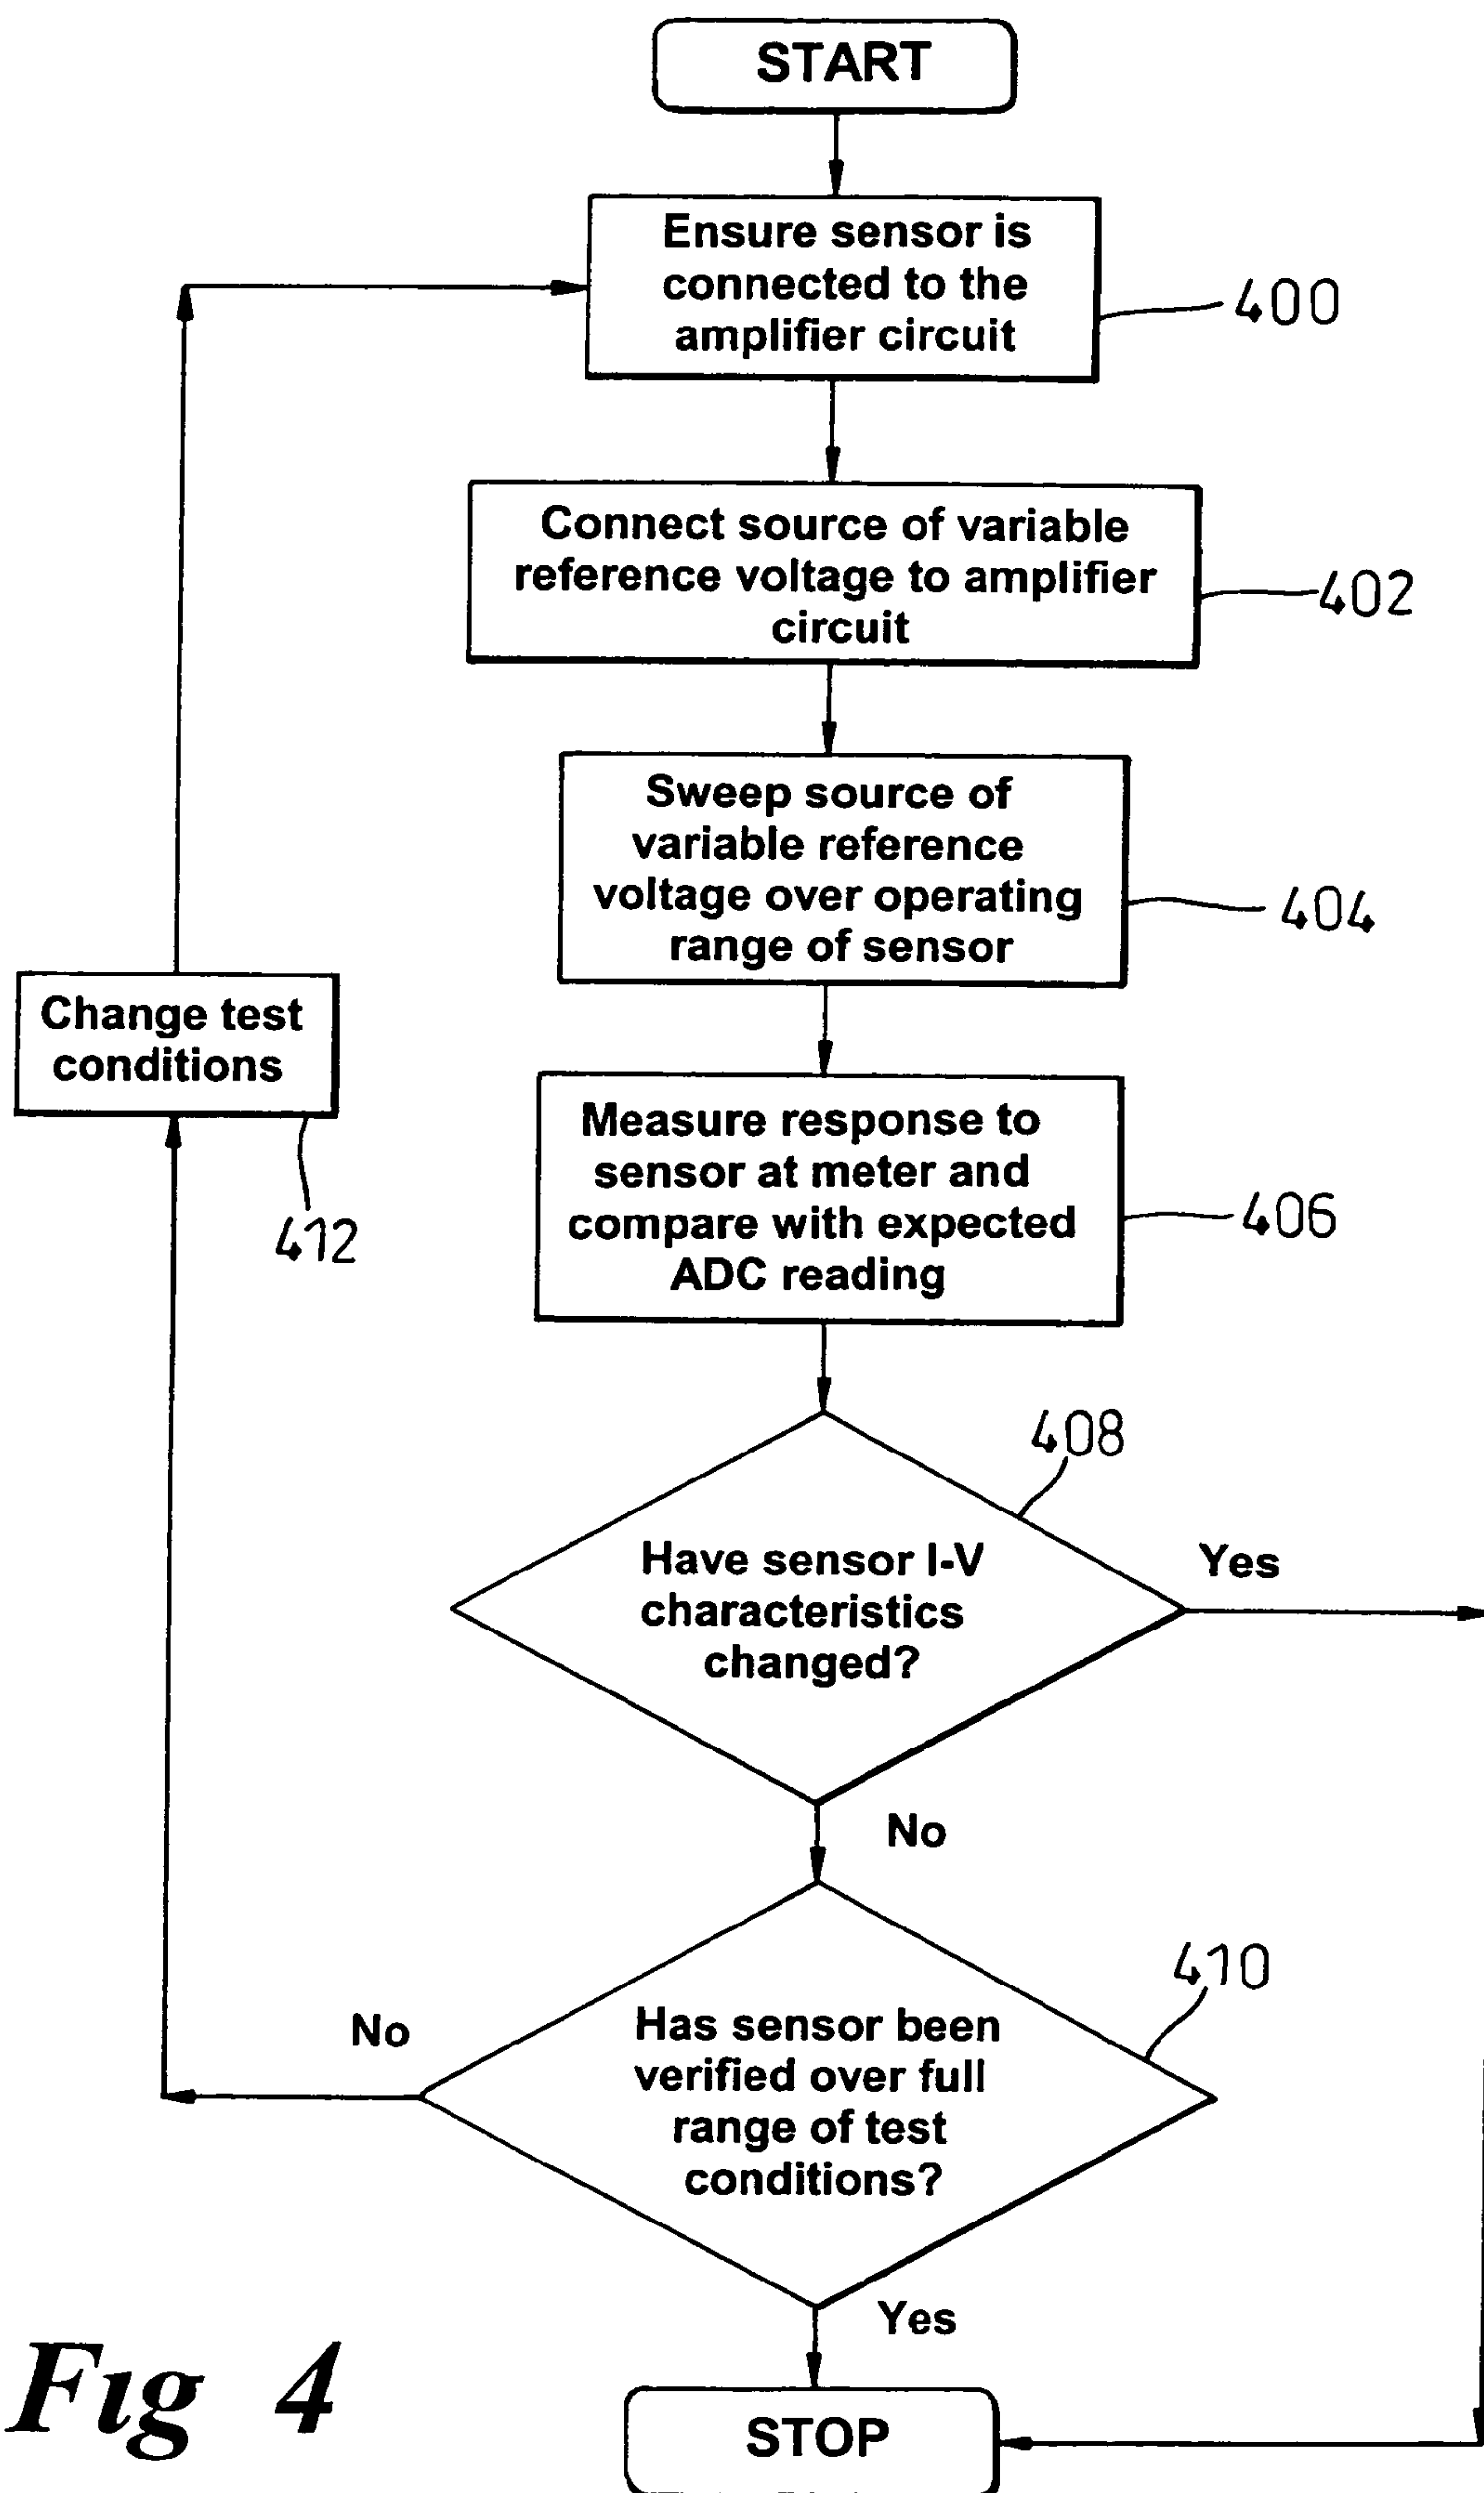 START
Ensure sensor is
connected to the
amplifier circuit
400
Connect source of variable
reference voltage to amplifier
circuit
402
Sweep source of
variable reference
voltage over operating
range of sensor
404
Change test
conditions
412
Measure response to
sensor at meter and
compare with expected
ADC reading
406
408
Have sensor I-V
characteristics
changed?
Yes
No
410
Has sensor been
verified over full
range of test
conditions?
No
Yes
STOP
Fig 4